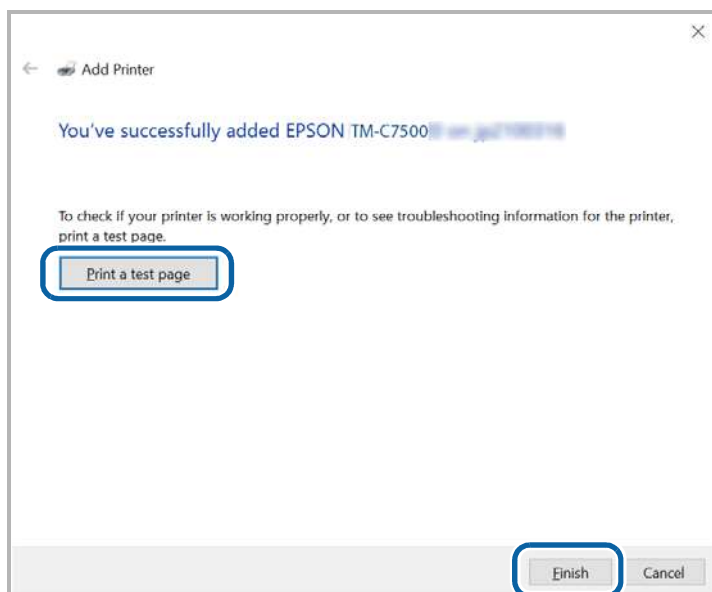 Add Printer
You've successfully added EPSON TM-C7500
To check if your printer is working properly, or to see troubleshooting information for the printer,
print a test page.
Print a test page
Finish
Cancel